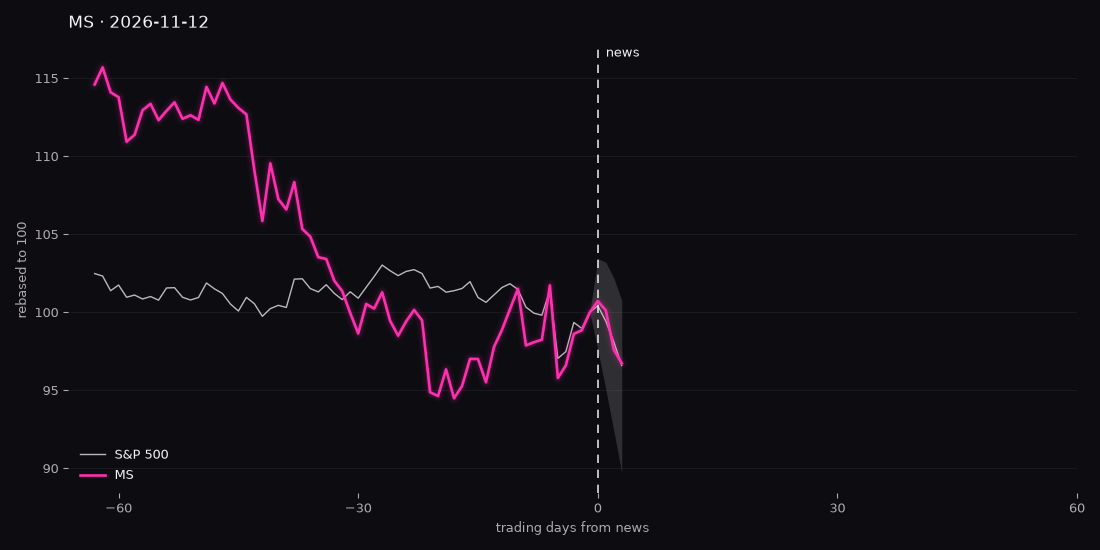 MS · 2026-11-12
news
115
110
105
100
95
90
rebased to 100
S&P 500
MS
−60
−30
0
30
60
trading days from news